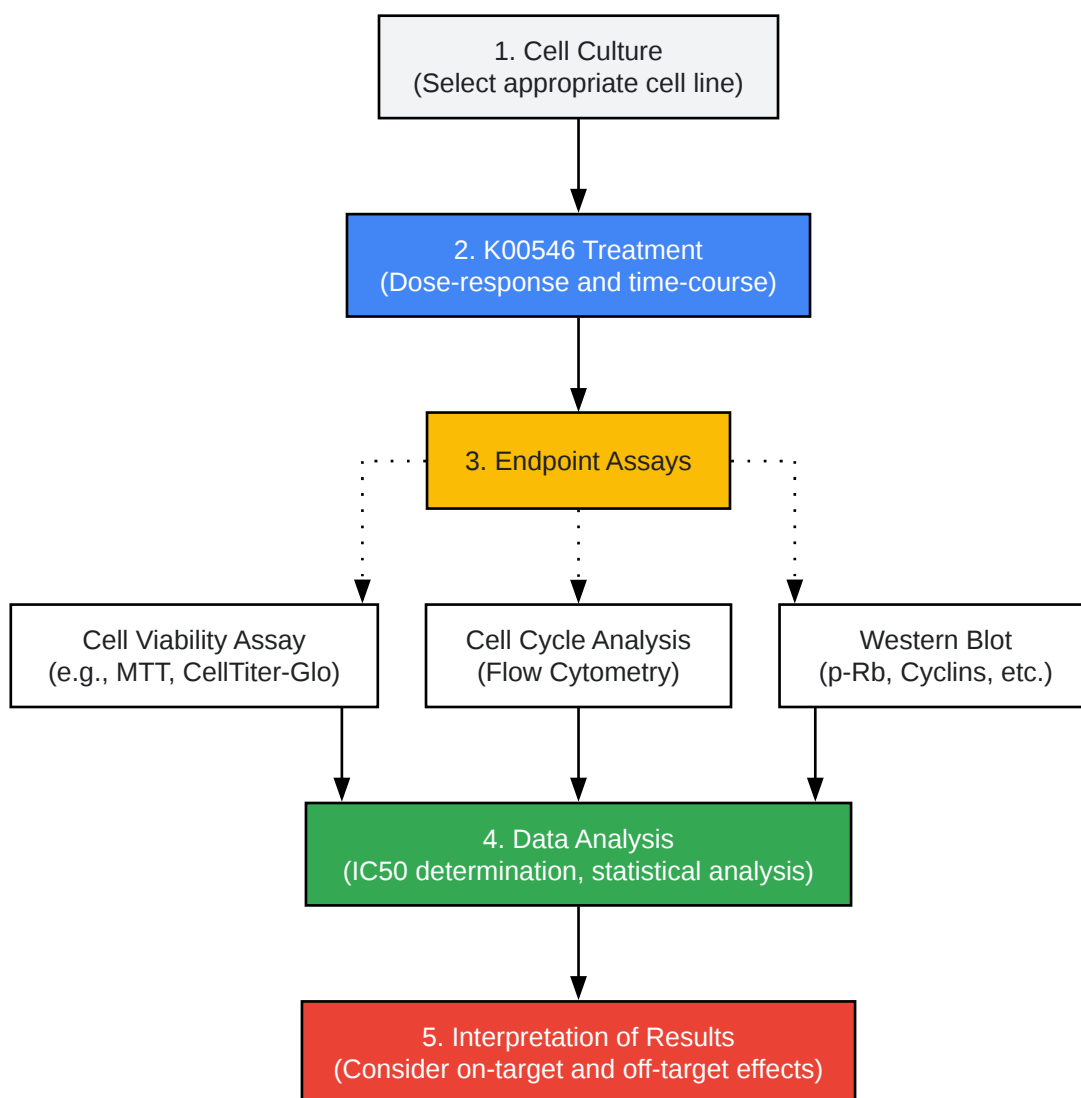 1. Cell Culture
(Select appropriate cell line)
2. K00546 Treatment
(Dose-response and time-course)
3. Endpoint Assays
Cell Viability Assay
(e.g., MTT, CellTiter-Glo)
Cell Cycle Analysis
(Flow Cytometry)
Western Blot
(p-Rb, Cyclins, etc.)
4. Data Analysis
(IC50 determination, statistical analysis)
5. Interpretation of Results
(Consider on-target and off-target effects)